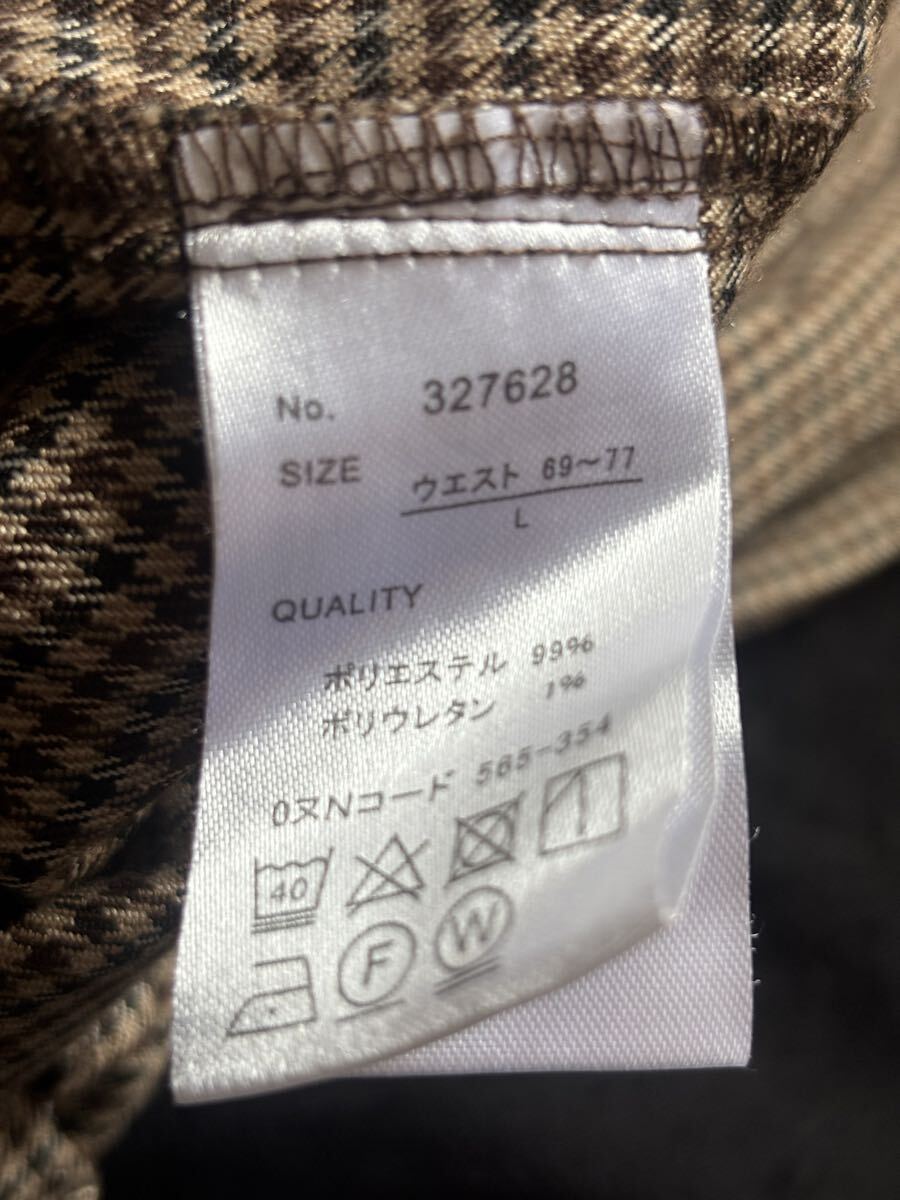 No. 327628
SIZE ウエスト 69～77
L
QUALITY
ポリエステル 99%
ポリウレタン 1%
0ヌNコード 565-354
40
F W